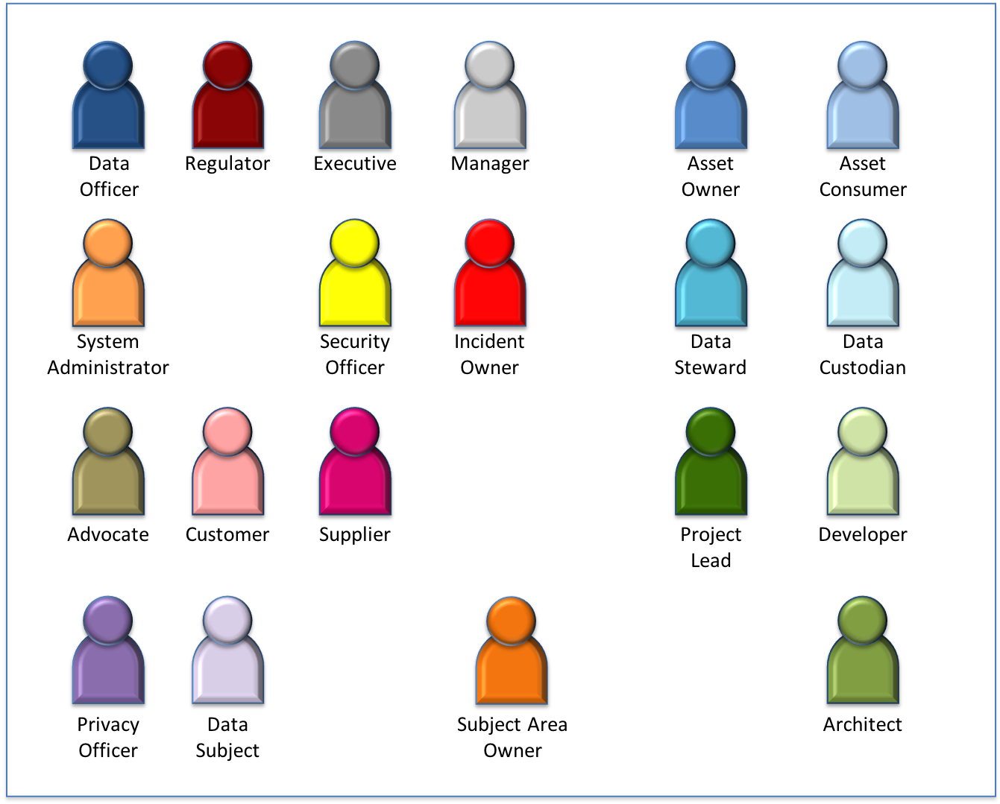 Data
Officer
Regulator
Executive
Manager
Asset
Owner
Asset
Consumer
System
Administrator
Security
Officer
Incident
Owner
Data
Steward
Data
Custodian
Advocate
Customer
Supplier
Project
Lead
Developer
Privacy
Officer
Data
Subject
Subject Area
Owner
Architect